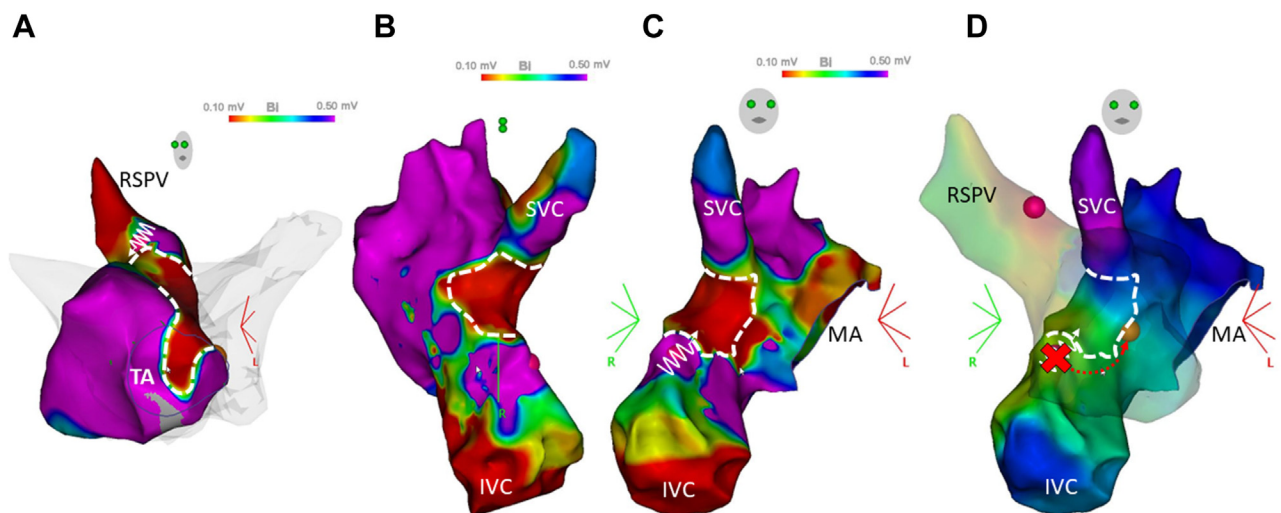 A
B
C
D
0.10 mV Bi 0.50 mV
RSPV
TA
L
0.10 mV Bi 0.50 mV
SVC
R
IVC
0.10 mV Bi 0.50 mV
SVC
MA
R
L
IVC
RSPV
SVC
MA
R
L
IVC